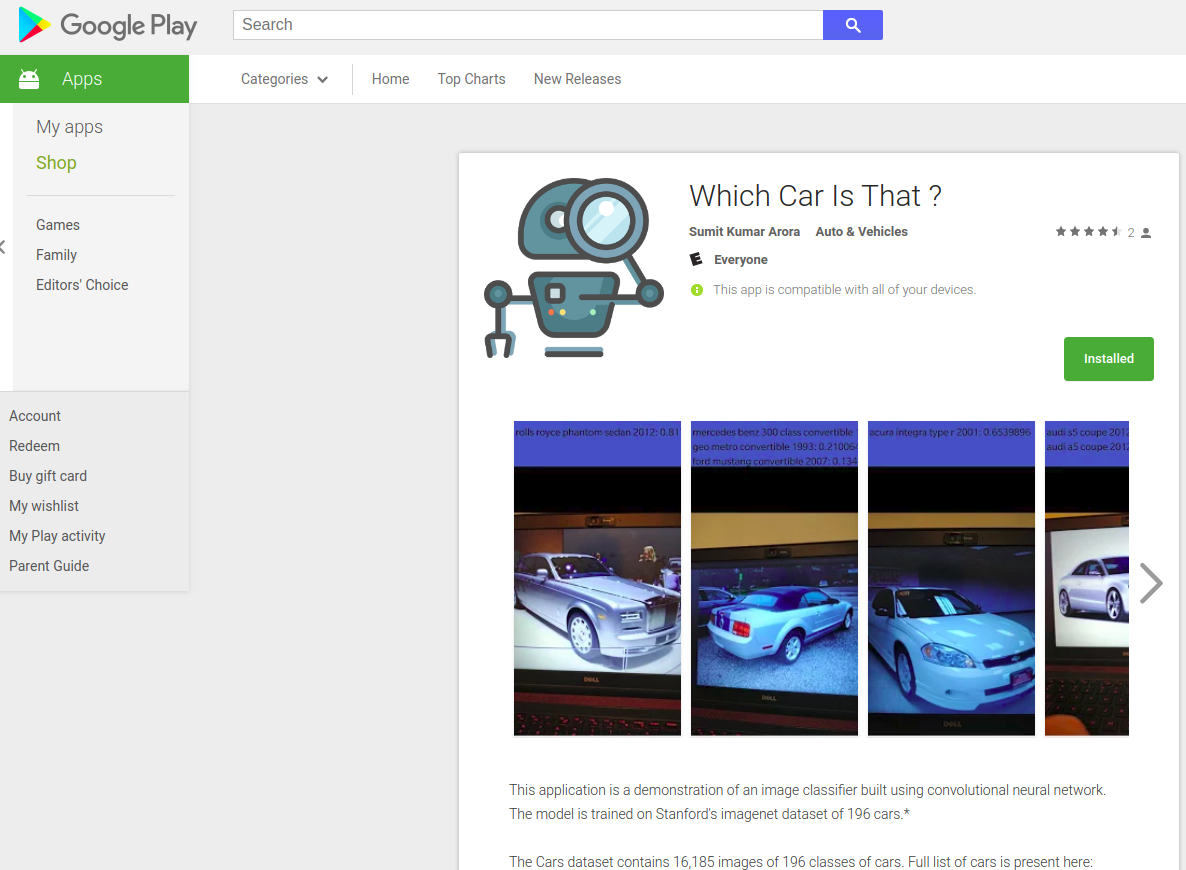 Google Play
Search
Apps
Categories
Home
Top Charts
New Releases
My apps
Shop
Games
Family
Editors' Choice
Account
Redeem
Buy gift card
My wishlist
My Play activity
Parent Guide
Which Car Is That ?
Sumit Kumar Arora Auto & Vehicles
2
Everyone
This app is compatible with all of your devices.
Installed
rolls royce phantom sedan 2012: 0.81
mercedes benz 300 class convertible
geo metro convertible 1993: 0.210064
ford mustang convertible 2007: 0.134
acura integra type r 2001: 0.6539896
audi s5 coupe 2012
audi a5 coupe 2012
DELL
DELL
DELL
This application is a demonstration of an image classifier built using convolutional neural network.
The model is trained on Stanford's imagenet dataset of 196 cars.*
The Cars dataset contains 16,185 images of 196 classes of cars. Full list of cars is present here: